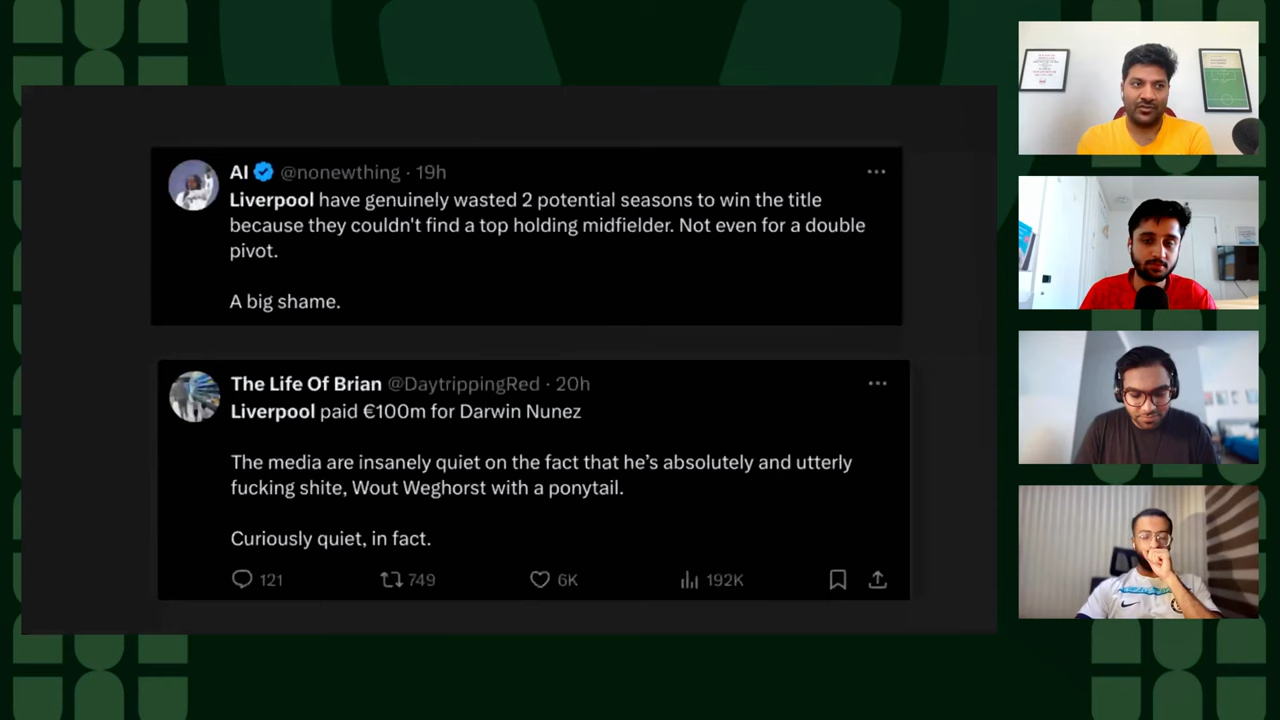 AI @nonewthing · 19h
Liverpool have genuinely wasted 2 potential seasons to win the title
because they couldn't find a top holding midfielder. Not even for a double
pivot.
A big shame.
The Life Of Brian @DaytrippingRed · 20h
Liverpool paid €100m for Darwin Nunez
The media are insanely quiet on the fact that he's absolutely and utterly
fucking shite, Wout Weghorst with a ponytail.
Curiously quiet, in fact.
121 749 6K 192K